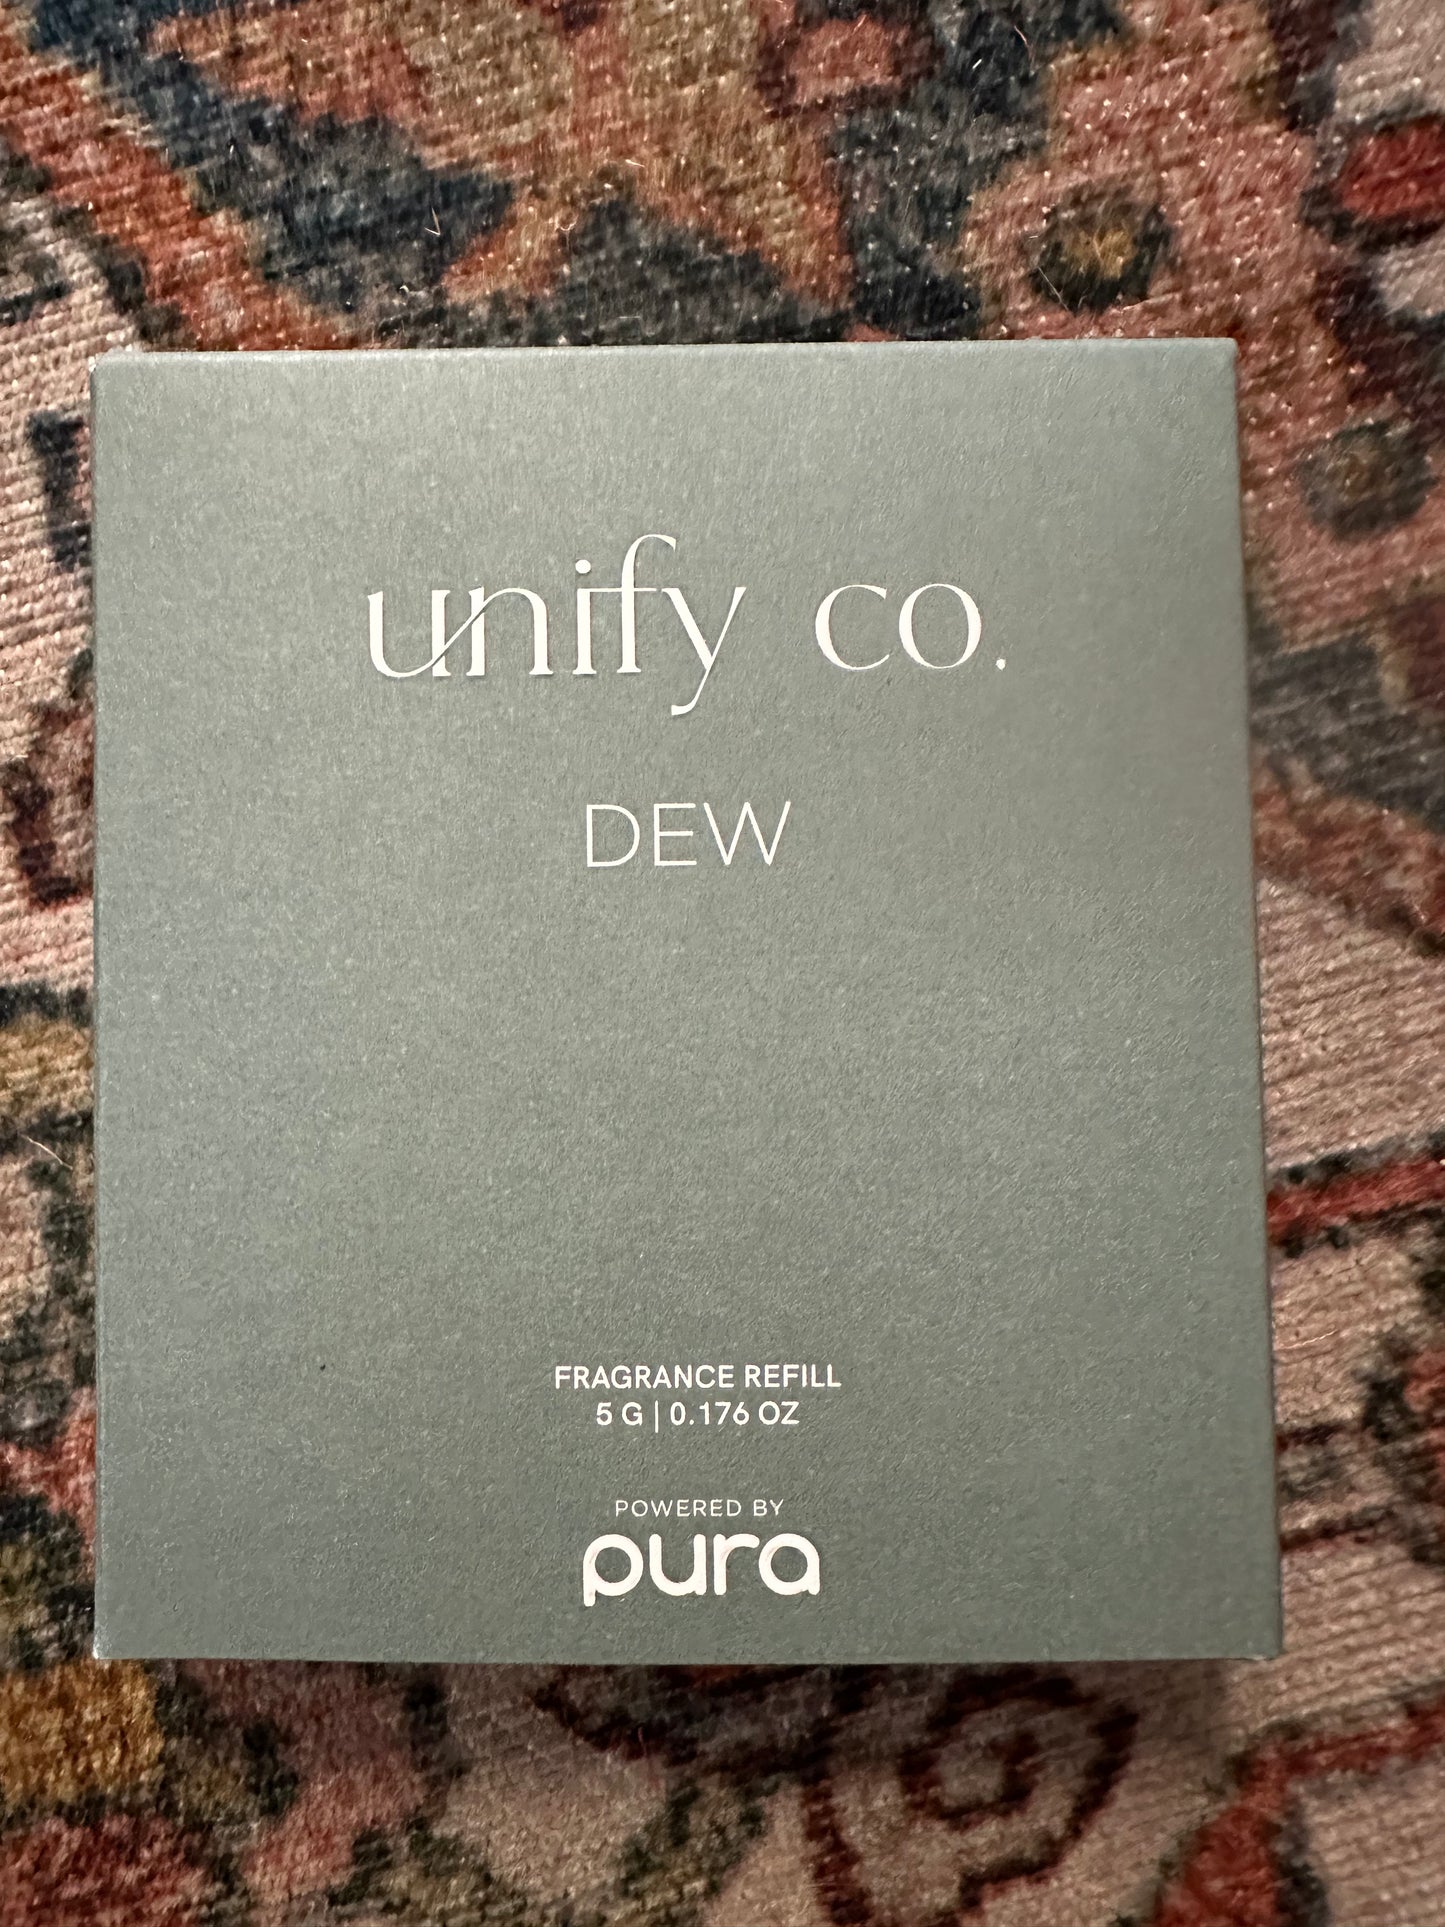 unify co.
DEW
FRAGRANCE REFILL
5 G | 0.176 OZ
POWERED BY
pura